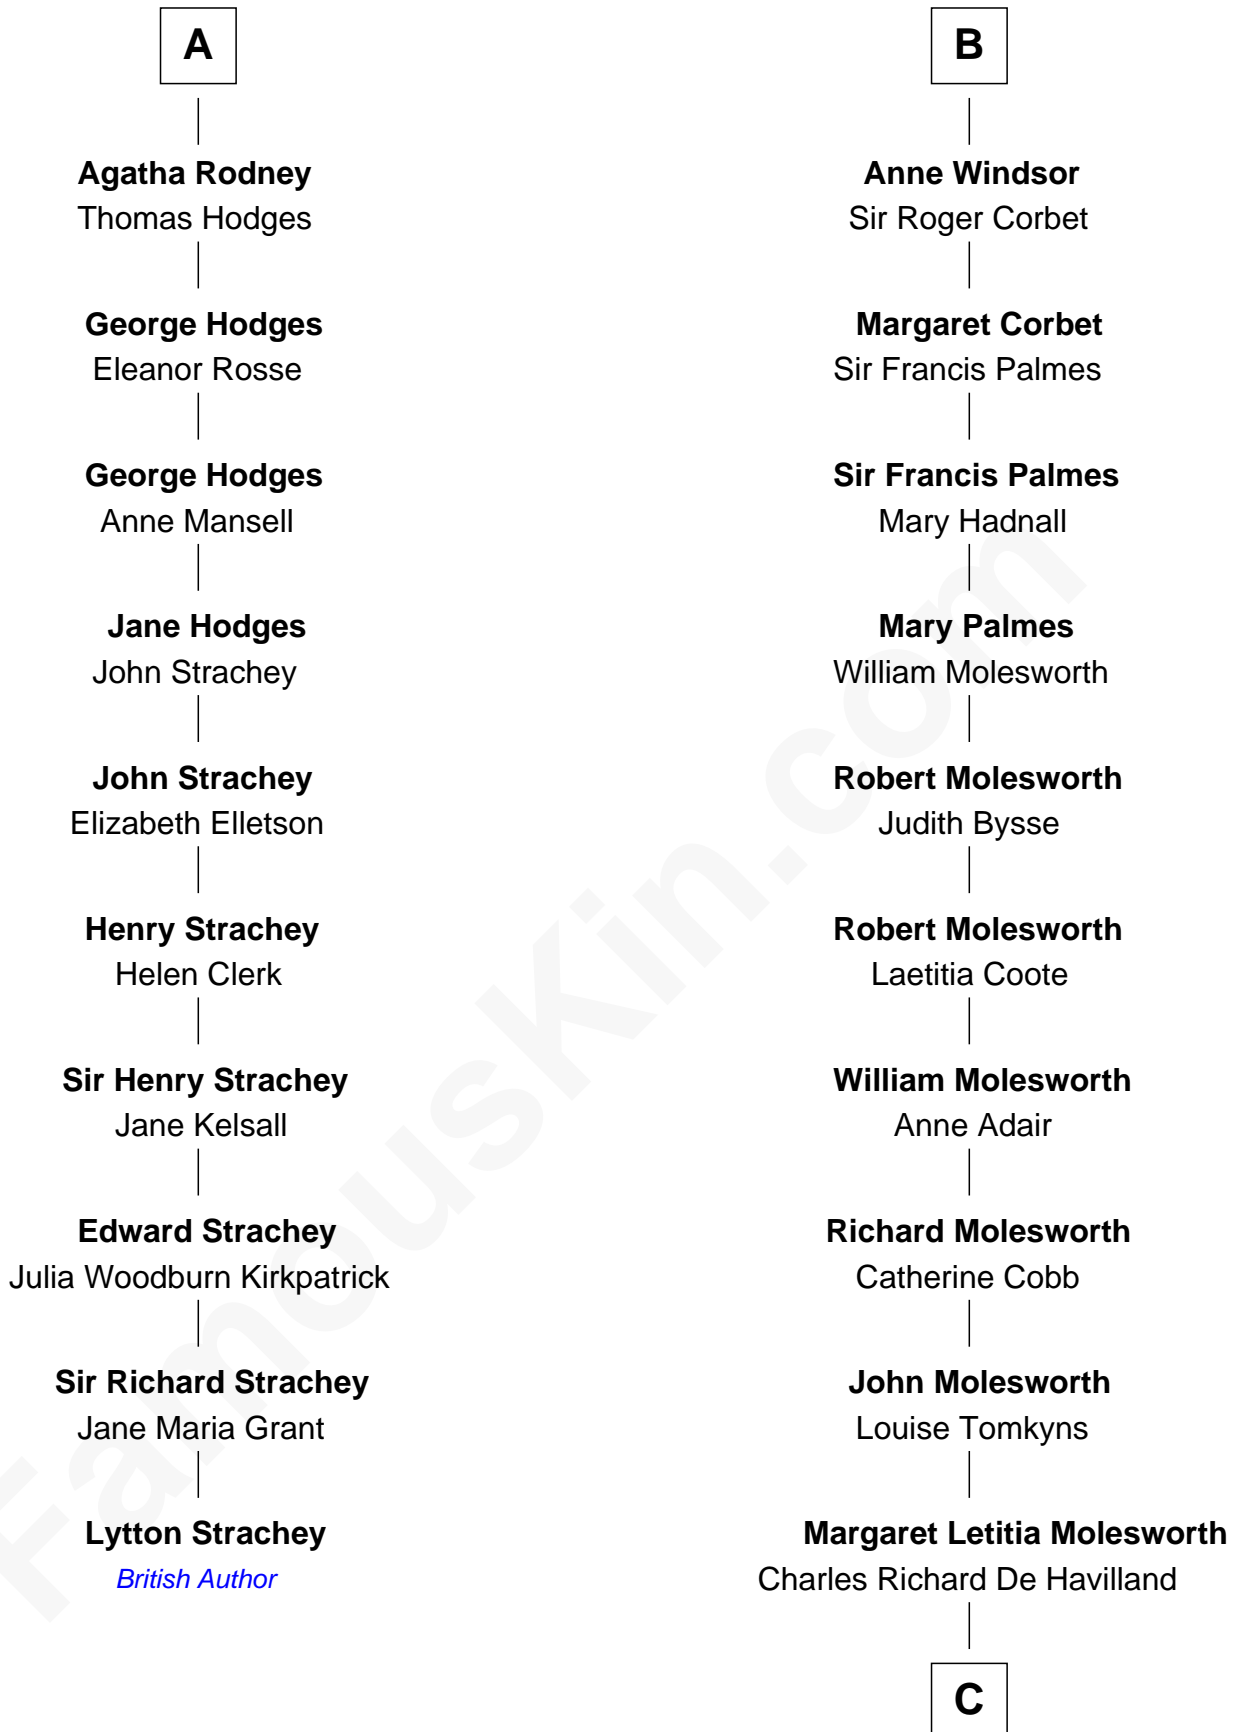 A
Agatha Rodney
Thomas Hodges
George Hodges
Eleanor Rosse
George Hodges
Anne Mansell
Jane Hodges
John Strachey
John Strachey
Elizabeth Elletson
Henry Strachey
Helen Clerk
Sir Henry Strachey
Jane Kelsall
Edward Strachey
Julia Woodburn Kirkpatrick
Sir Richard Strachey
Jane Maria Grant
Lytton Strachey
British Author
B
Anne Windsor
Sir Roger Corbet
Margaret Corbet
Sir Francis Palmes
Sir Francis Palmes
Mary Hadnall
Mary Palmes
William Molesworth
Robert Molesworth
Judith Bysse
Robert Molesworth
Laetitia Coote
William Molesworth
Anne Adair
Richard Molesworth
Catherine Cobb
John Molesworth
Louise Tomkyns
Margaret Letitia Molesworth
Charles Richard De Havilland
C
FamousKin.com